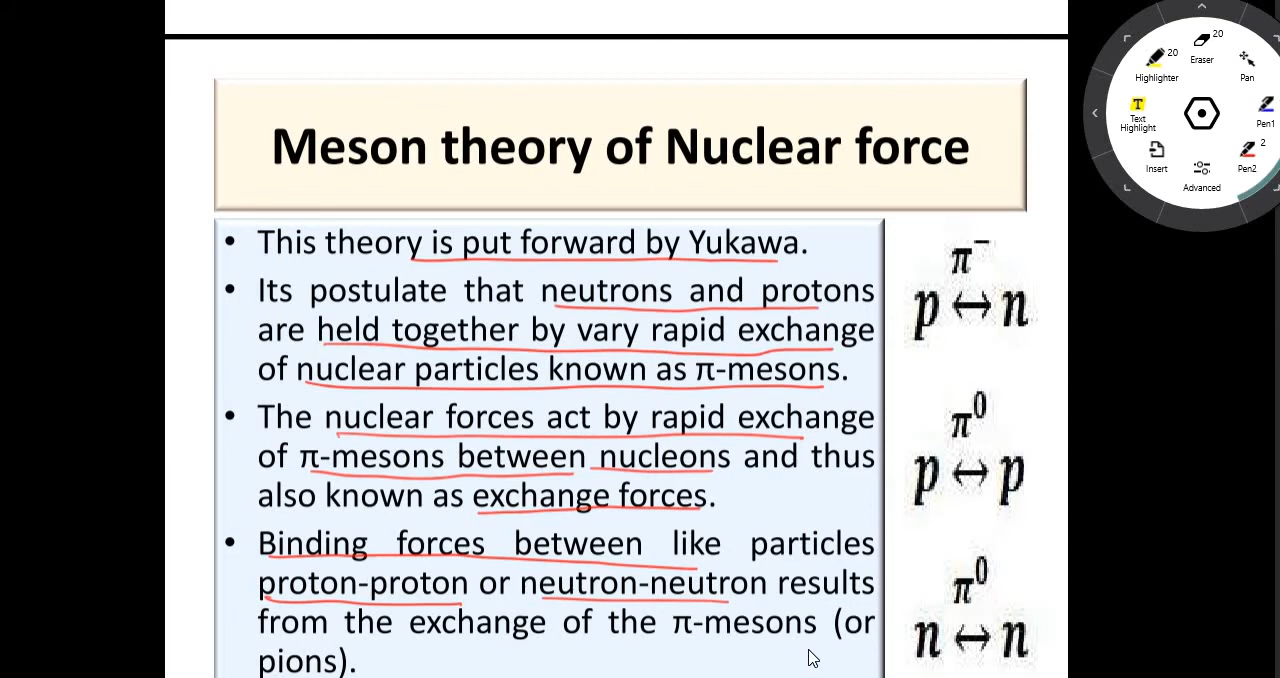 Meson theory of Nuclear force
• This theory is put forward by Yukawa.
• Its postulate that neutrons and protons
are held together by vary rapid exchange
of nuclear particles known as π-mesons.
• The nuclear forces act by rapid exchange
of π-mesons between nucleons and thus
also known as exchange forces.
• Binding forces between like particles
proton-proton or neutron-neutron results
from the exchange of the π-mesons (or
pions).
π⁻
p ↔ n
π⁰
p ↔ p
π⁰
n ↔ n
20
Eraser
20
Highlighter
Pan
T
Text
Highlight
Pen1
2
Pen2
Insert
Advanced